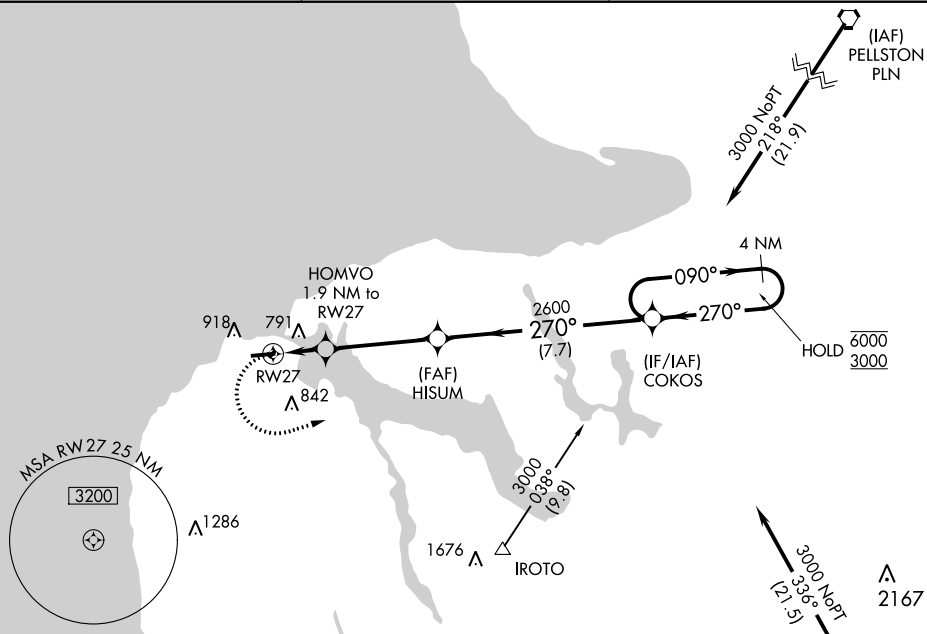 (IAF)
PELLSTON
PLN
3000 NoPT
218°
(21.9)
4 NM
090°
270°
HOLD 6000
3000
HOMVO
1.9 NM to
RW27
2600
270°
(7.7)
(IF/IAF)
COKOS
918
791
RW27
(FAF)
HISUM
842
MSA RW27 25 NM
3200
1286
3000
038°
(9.8)
1676
IROTO
3000 NoPT
336°
(21.5)
2167